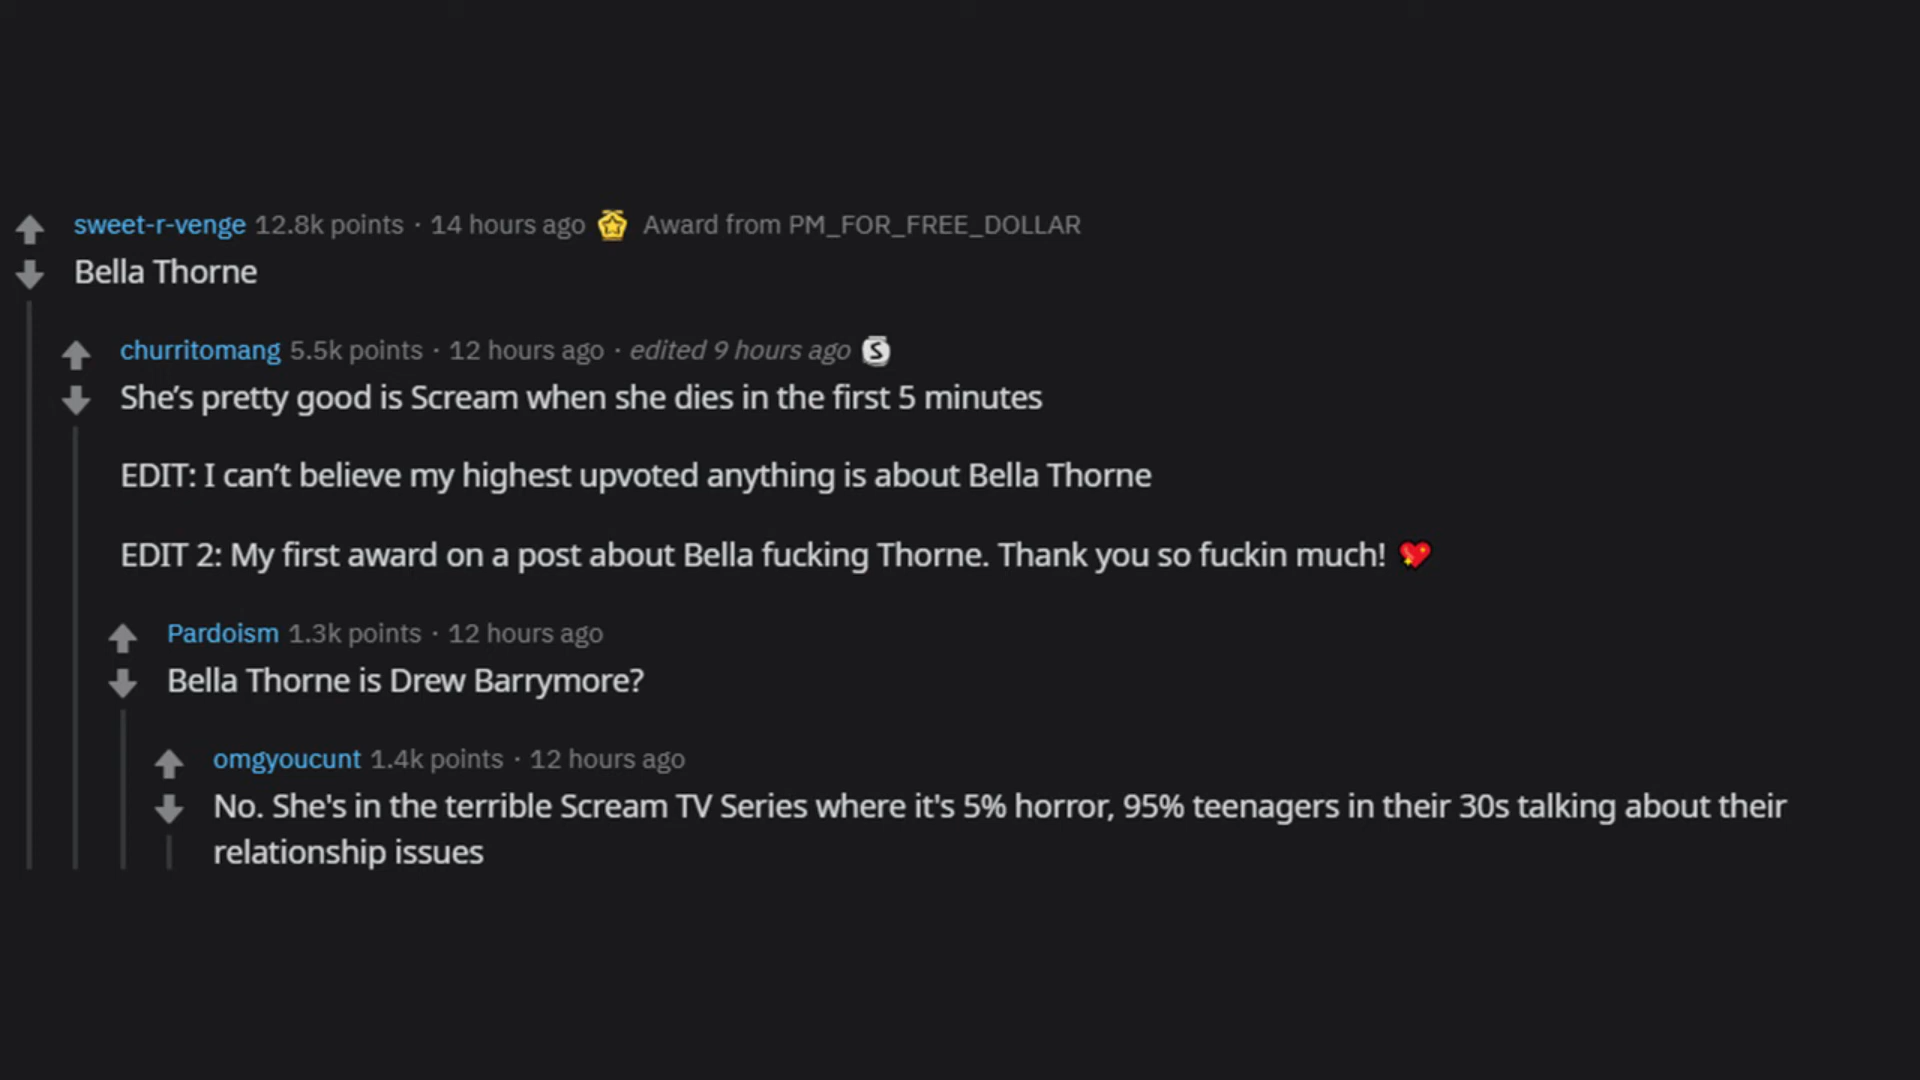 sweet-r-venge 12.8k points · 14 hours ago Award from PM_FOR_FREE_DOLLAR
Bella Thorne
churritomang 5.5k points · 12 hours ago · edited 9 hours ago S
She’s pretty good is Scream when she dies in the first 5 minutes
EDIT: I can’t believe my highest upvoted anything is about Bella Thorne
EDIT 2: My first award on a post about Bella fucking Thorne. Thank you so fuckin much! 💖
Pardoism 1.3k points · 12 hours ago
Bella Thorne is Drew Barrymore?
omgyoucunt 1.4k points · 12 hours ago
No. She's in the terrible Scream TV Series where it's 5% horror, 95% teenagers in their 30s talking about their
relationship issues